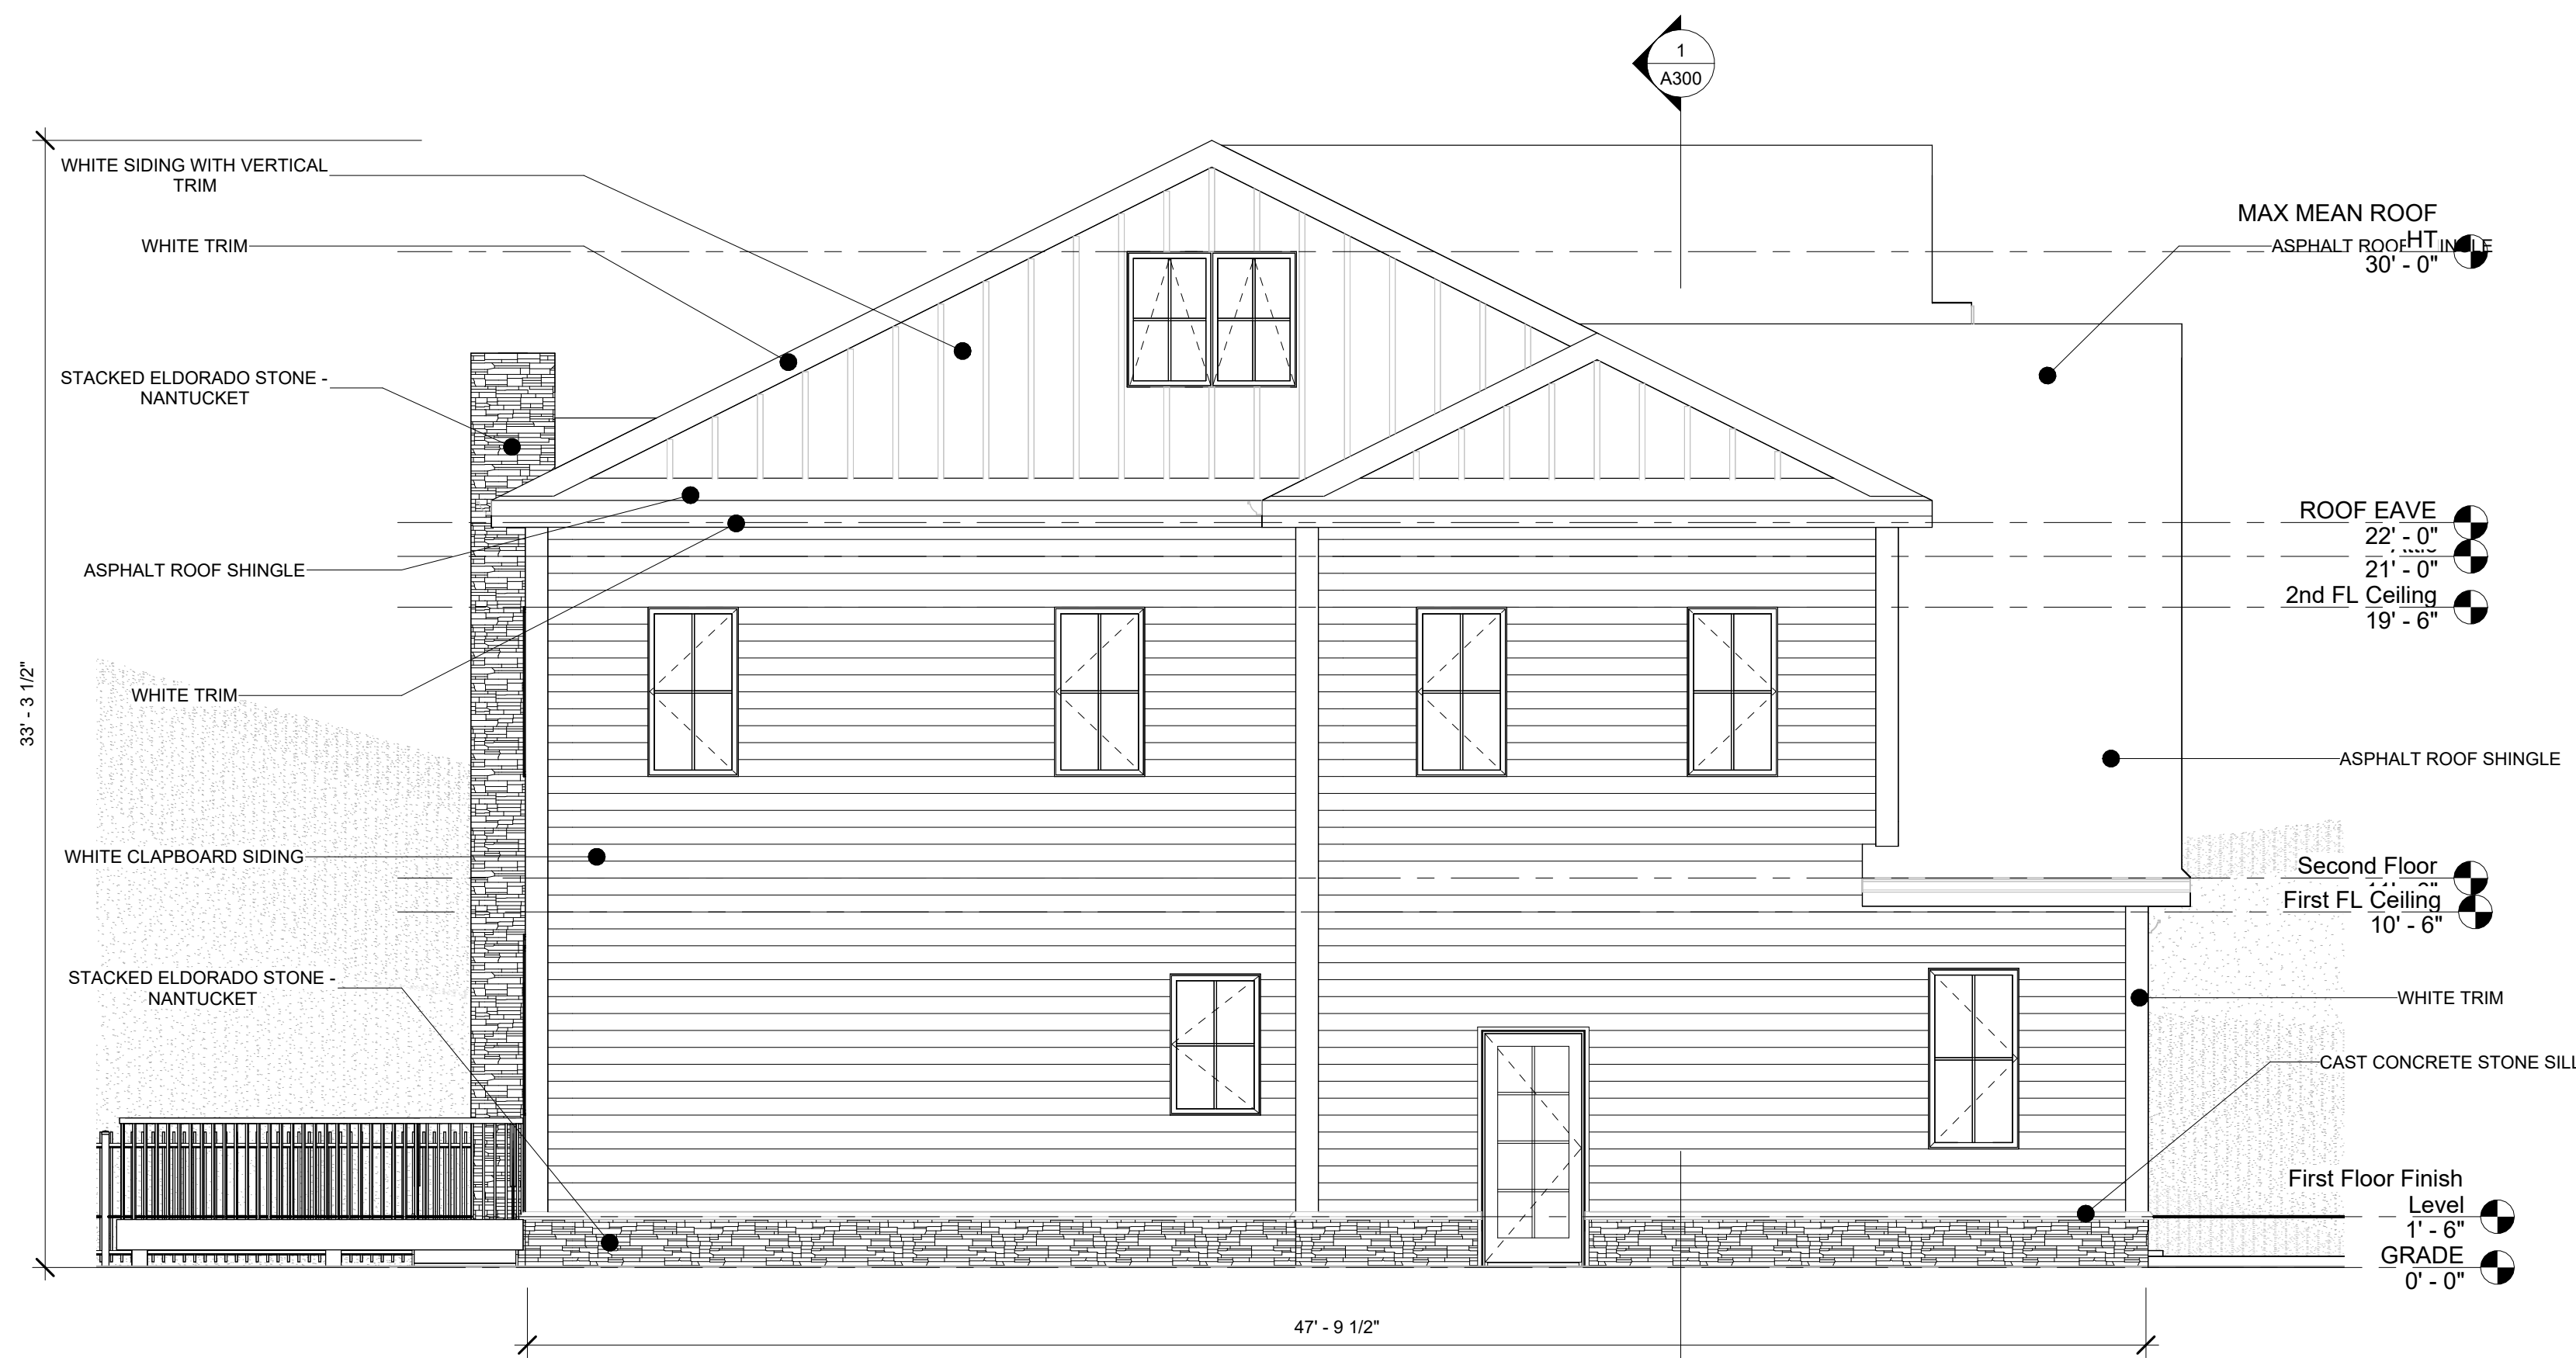 1
A300
WHITE SIDING WITH VERTICAL
TRIM
WHITE TRIM
STACKED ELDORADO STONE -
NANTUCKET
ASPHALT ROOF SHINGLE
WHITE TRIM
WHITE CLAPBOARD SIDING
STACKED ELDORADO STONE -
NANTUCKET
33' - 3 1/2"
47' - 9 1/2"
MAX MEAN ROOF
HT
ASPHALT ROOF
30' - 0"
ROOF EAVE
22' - 0"
21' - 0"
2nd FL Ceiling
19' - 6"
ASPHALT ROOF SHINGLE
Second Floor
First FL Ceiling
10' - 6"
WHITE TRIM
CAST CONCRETE STONE SILL
First Floor Finish
Level
1' - 6"
GRADE
0' - 0"